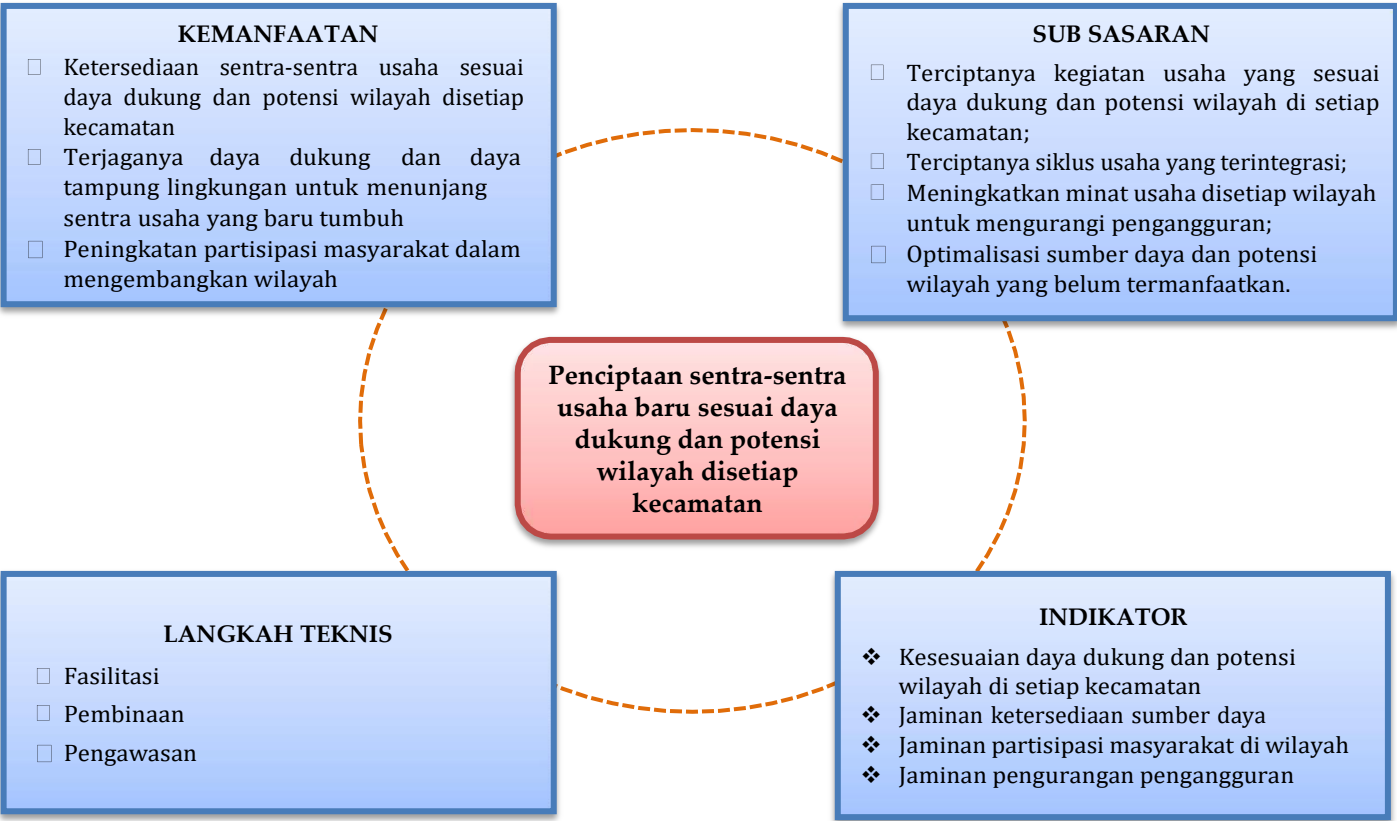 KEMANFAATAN
Ketersediaan sentra-sentra usaha sesuai
daya dukung dan potensi wilayah disetiap
kecamatan
Terjaganya daya dukung dan daya
tampung lingkungan untuk menunjang
sentra usaha yang baru tumbuh
Peningkatan partisipasi masyarakat dalam
mengembangkan wilayah
SUB SASARAN
Terciptanya kegiatan usaha yang sesuai
daya dukung dan potensi wilayah di setiap
kecamatan;
Terciptanya siklus usaha yang terintegrasi;
Meningkatkan minat usaha disetiap wilayah
untuk mengurangi pengangguran;
Optimalisasi sumber daya dan potensi
wilayah yang belum termanfaatkan.
Penciptaan sentra-sentra
usaha baru sesuai daya
dukung dan potensi
wilayah disetiap
kecamatan
LANGKAH TEKNIS
Fasilitasi
Pembinaan
Pengawasan
INDIKATOR
❖ Kesesuaian daya dukung dan potensi
wilayah di setiap kecamatan
❖ Jaminan ketersediaan sumber daya
❖ Jaminan partisipasi masyarakat di wilayah
❖ Jaminan pengurangan pengangguran